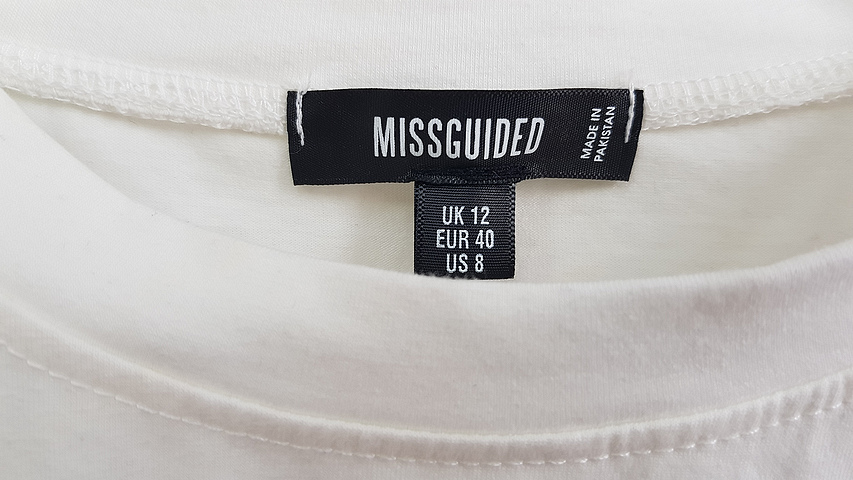 MISSGUIDED
MADE IN
PAKISTAN
UK 12
EUR 40
US 8